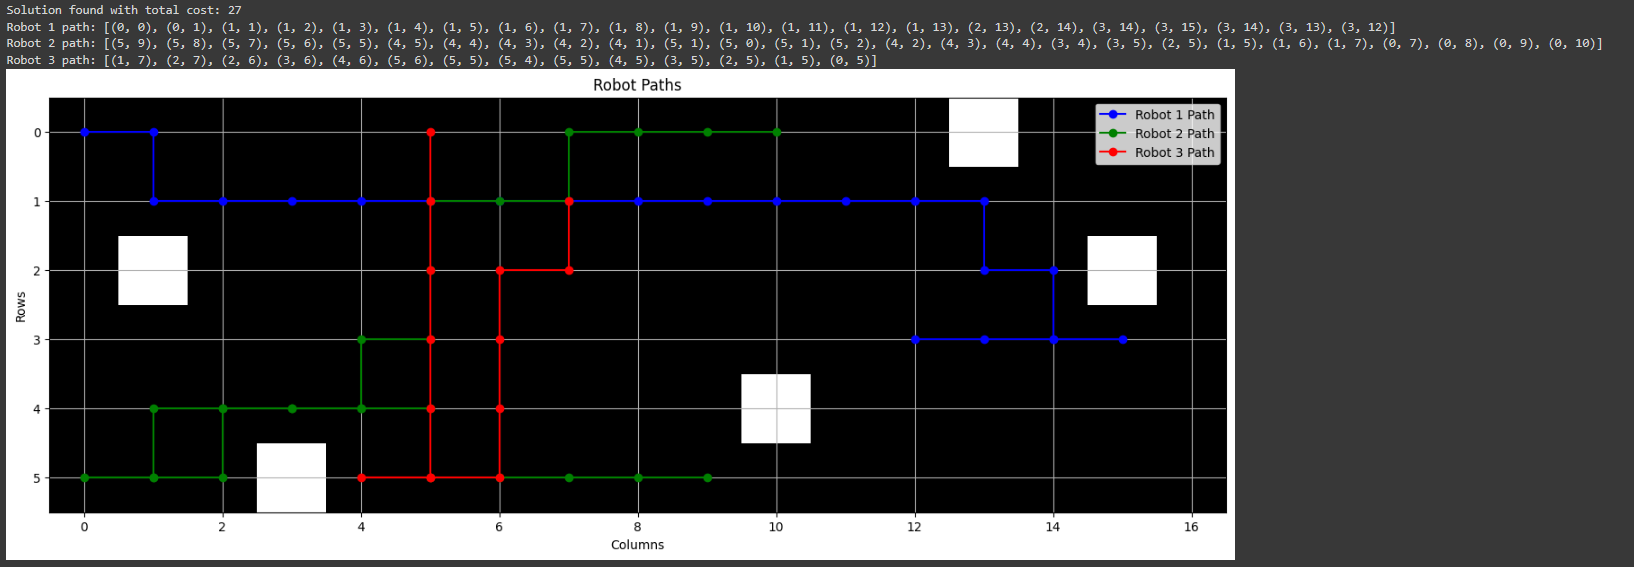 Solution found with total cost: 27
Robot 1 path: [(0, 0), (0, 1), (1, 1), (1, 2), (1, 3), (1, 4), (1, 5), (1, 6), (1, 7), (1, 8), (1, 9), (1, 10), (1, 11), (1, 12), (1, 13), (2, 13), (2, 14), (3, 14), (3, 15), (3, 14), (3, 13), (3, 12)]
Robot 2 path: [(5, 9), (5, 8), (5, 7), (5, 6), (5, 5), (4, 5), (4, 4), (4, 3), (4, 2), (4, 1), (5, 1), (5, 0), (5, 1), (5, 2), (4, 2), (4, 3), (4, 4), (3, 4), (3, 5), (2, 5), (1, 5), (1, 6), (1, 7), (0, 7), (0, 8), (0, 9), (0, 10)]
Robot 3 path: [(1, 7), (2, 7), (2, 6), (3, 6), (4, 6), (5, 6), (5, 5), (5, 4), (5, 5), (4, 5), (3, 5), (2, 5), (1, 5), (0, 5)]
Robot Paths
Robot 1 Path
Robot 2 Path
Robot 3 Path
Rows
0
1
2
3
4
5
0 2 4 6 8 10 12 14 16
Columns